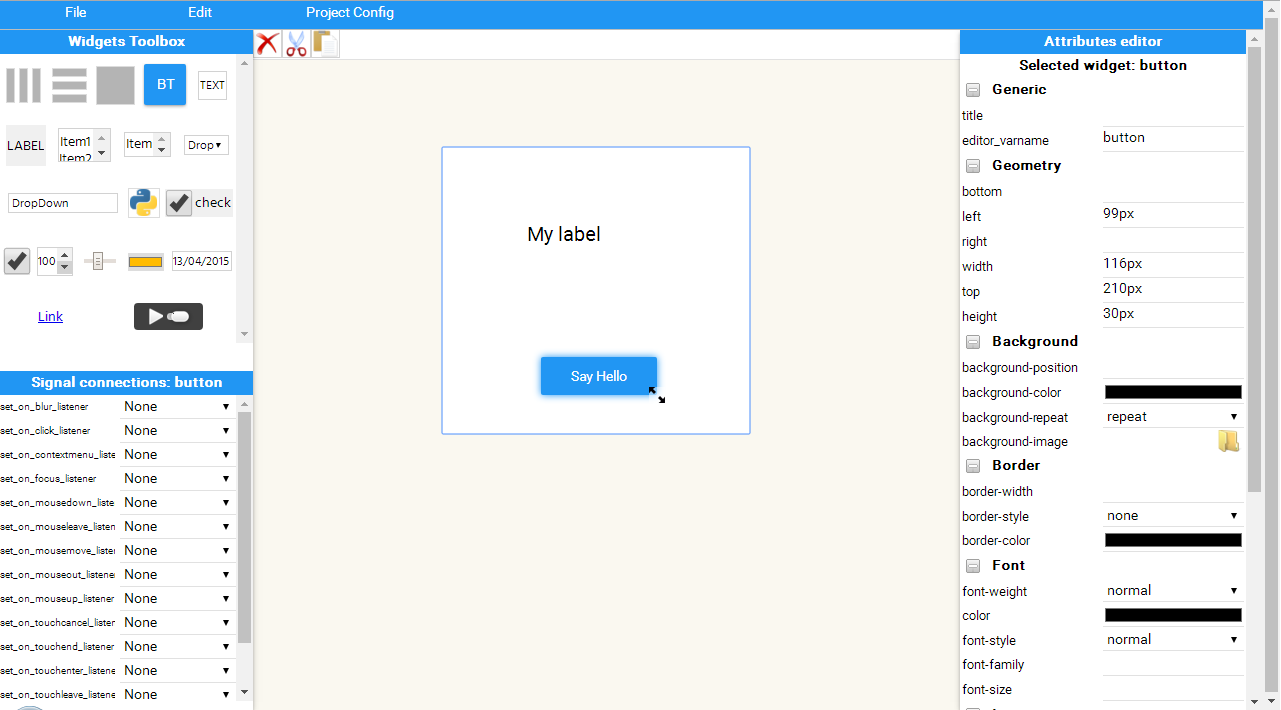 File Edit Project Config
Widgets Toolbox
BT TEXT
LABEL Item1 Item Drop
Item2
DropDown check
100 13/04/2015
Link
Signal connections: button
set_on_blur_listener None
set_on_click_listener None
set_on_contextmenu_liste None
set_on_focus_listener None
set_on_mousedown_liste None
set_on_mouseleave_listen None
set_on_mousemove_listen None
set_on_mouseout_listene None
set_on_mouseup_listener None
set_on_touchcancel_listen None
set_on_touchend_listener None
set_on_touchenter_listene None
set_on_touchleave_listene None
My label
Say Hello
Attributes editor
Selected widget: button
Generic
title
editor_varname button
Geometry
bottom
left 99px
right
width 116px
top 210px
height 30px
Background
background-position
background-color
background-repeat repeat
background-image
Border
border-width
border-style none
border-color
Font
font-weight normal
color
font-style normal
font-family
font-size